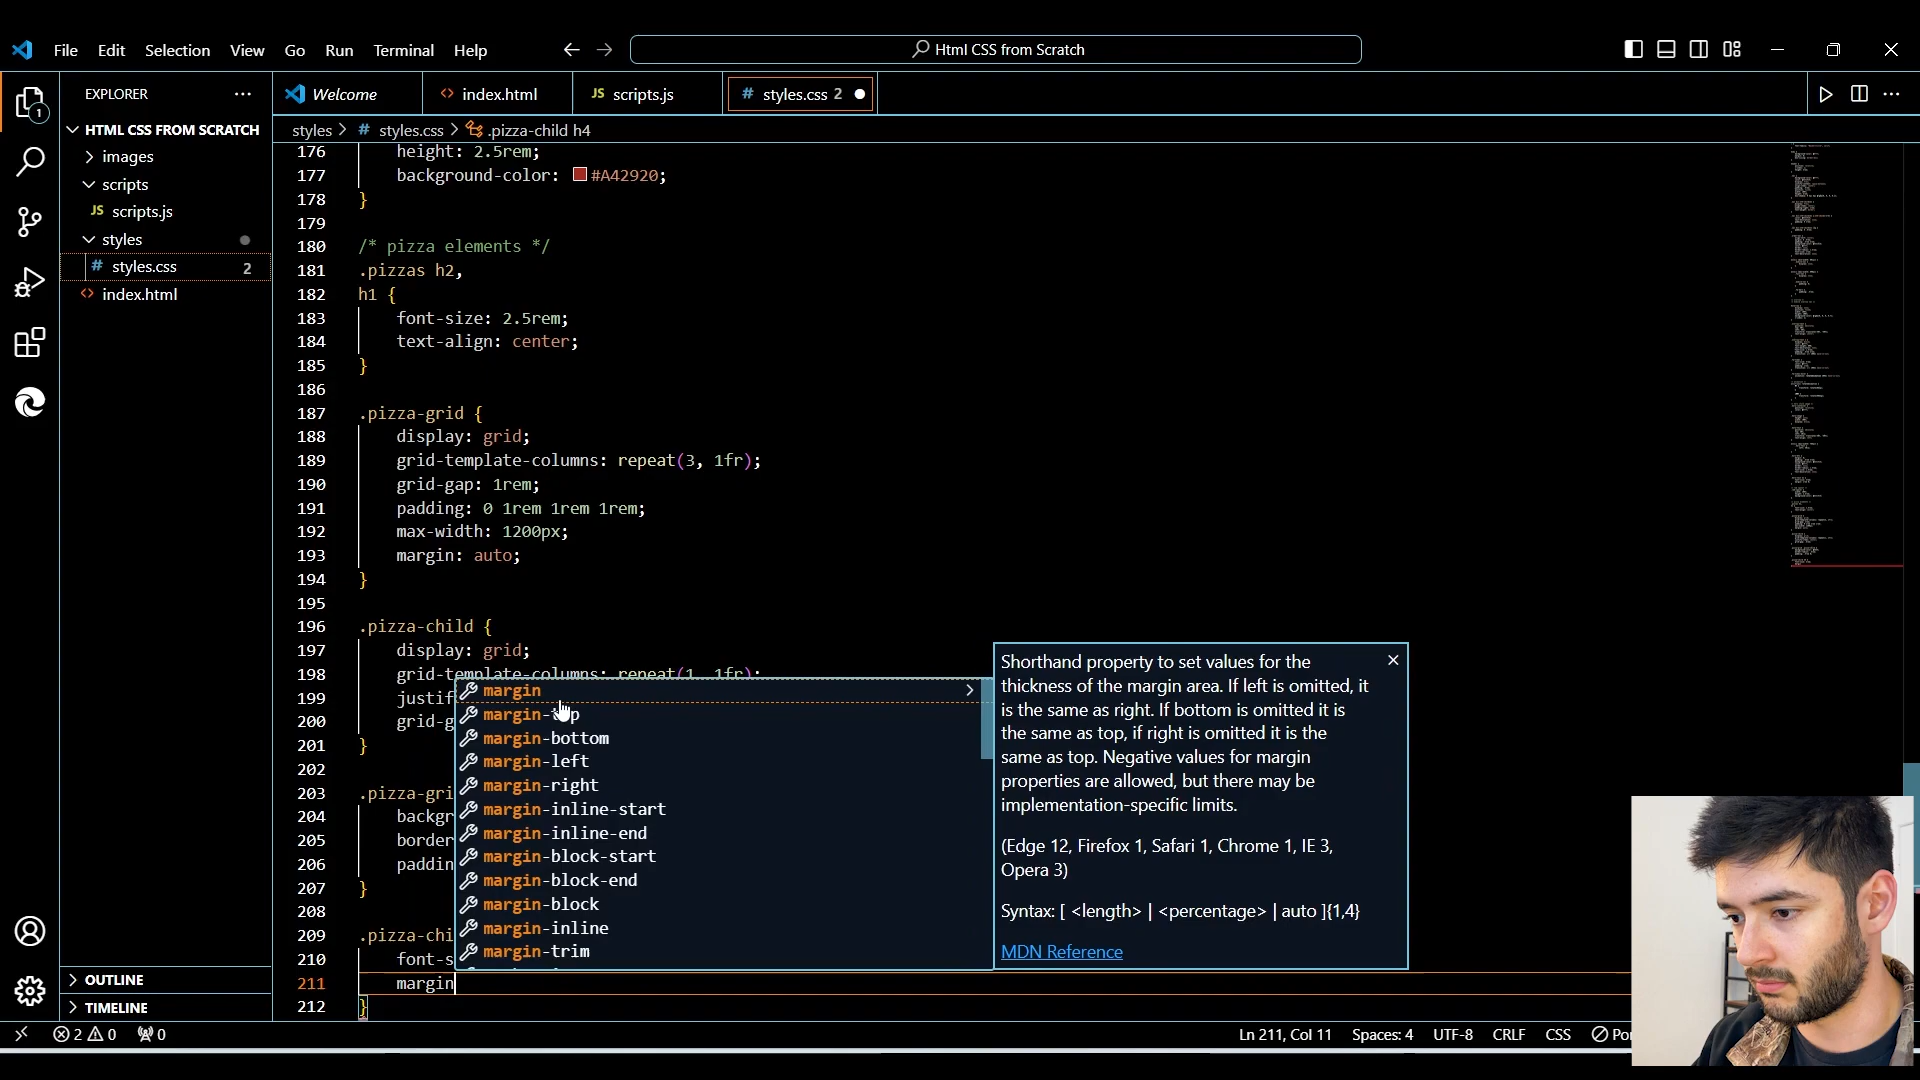 File Edit Selection View Go Run Terminal Help
Html CSS from Scratch
EXPLORER
1
HTML CSS FROM SCRATCH
images
scripts
JS scripts.js
styles
# styles.css 2
<> index.html
OUTLINE
TIMELINE
Welcome
<> index.html
JS scripts.js
# styles.css 2
styles > # styles.css > .pizza-child h4
176 height: 2.5rem;
177 background-color: #A42920;
178 }
179
180 /* pizza elements */
181 .pizzas h2,
182 h1 {
183 font-size: 2.5rem;
184 text-align: center;
185 }
186
187 .pizza-grid {
188 display: grid;
189 grid-template-columns: repeat(3, 1fr);
190 grid-gap: 1rem;
191 padding: 0 1rem 1rem 1rem;
192 max-width: 1200px;
193 margin: auto;
194 }
195
196 .pizza-child {
197 display: grid;
198 grid-template-columns: repeat(1, 1fr);
199 justif
200 grid-g
201 }
202
203 .pizza-gri
204 backgr
205 border
206 paddin
207 }
208
209 .pizza-chi
210 font-s
211 margin
212 }
margin
margin-top
margin-bottom
margin-left
margin-right
margin-inline-start
margin-inline-end
margin-block-start
margin-block-end
margin-block
margin-inline
margin-trim
Shorthand property to set values for the
thickness of the margin area. If left is omitted, it
is the same as right. If bottom is omitted it is
the same as top, if right is omitted it is the
same as top. Negative values for margin
properties are allowed, but there may be
implementation-specific limits.
(Edge 12, Firefox 1, Safari 1, Chrome 1, IE 3,
Opera 3)
Syntax: [ <length> | <percentage> | auto ]{1,4}
MDN Reference
2 0 0
Ln 211, Col 11 Spaces: 4 UTF-8 CRLF CSS Po